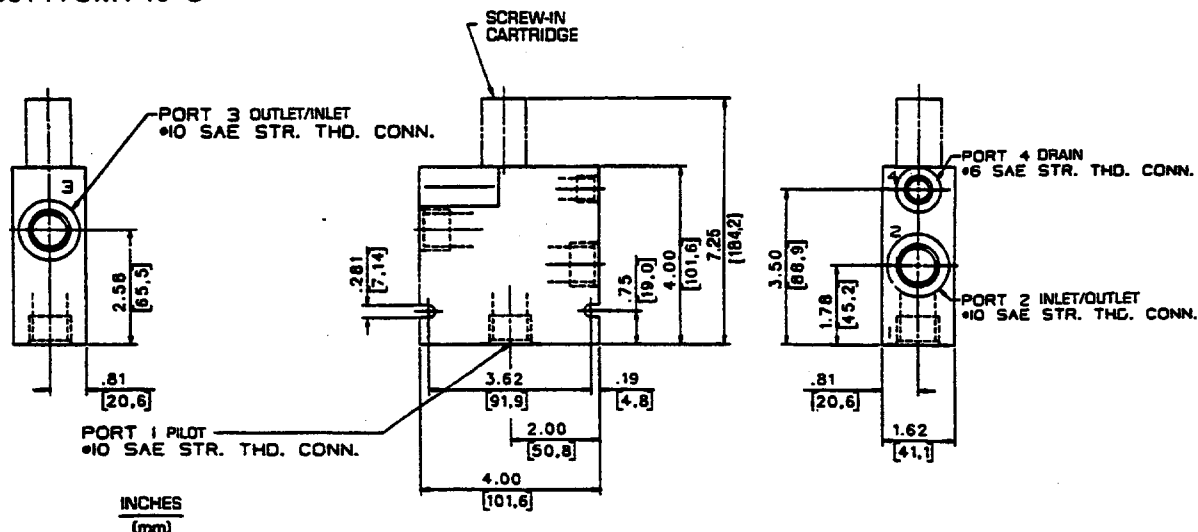 SCREW-IN
CARTRIDGE
PORT 3 OUTLET/INLET
#10 SAE STR. THD. CONN.
3
2.58
[65,5]
.81
[20,6]
PORT 1 PILOT
#10 SAE STR. THD. CONN.
.281
[7,14]
3.62
[91,9]
.19
[4,8]
2.00
[50,8]
4.00
[101,6]
.75
[19,0]
4.00
[101,6]
7.25
[184,2]
PORT 4 DRAIN
#6 SAE STR. THD. CONN.
4
2
1
3.50
[88,9]
1.78
[45,2]
PORT 2 INLET/OUTLET
#10 SAE STR. THD. CONN.
.81
[20,6]
1.62
[41,1]
INCHES
(mm)